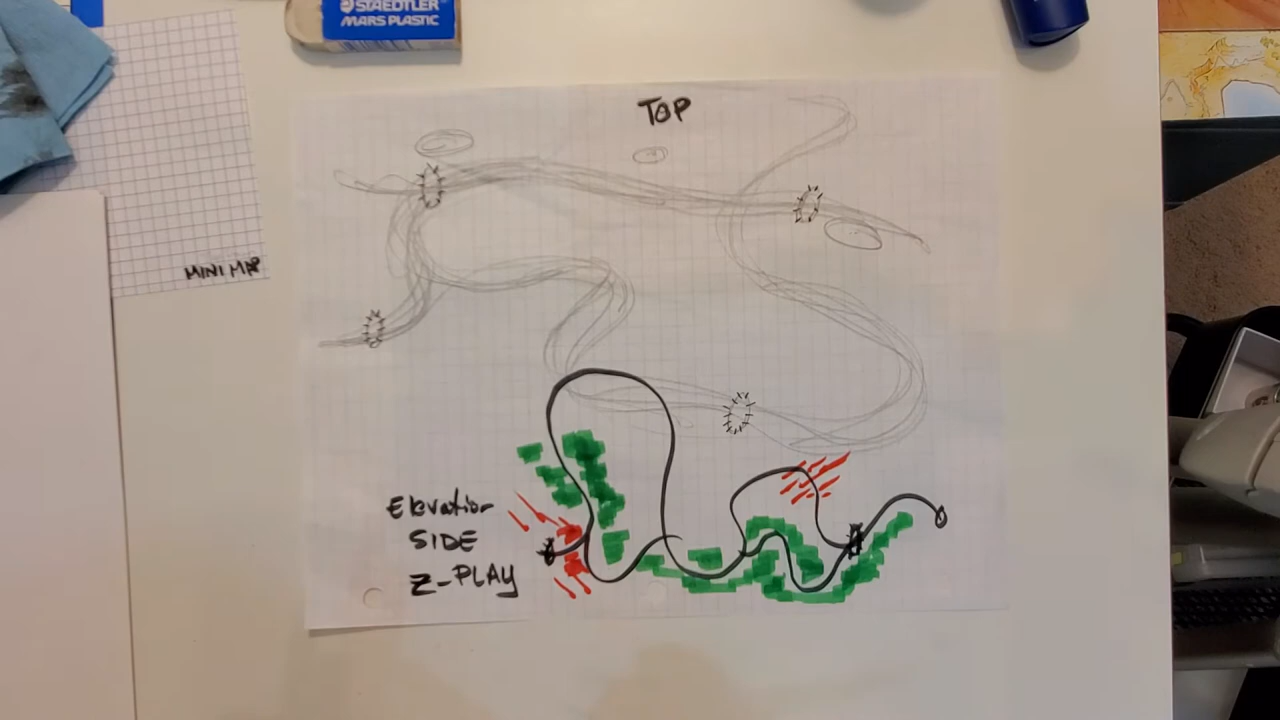 STAEDTLER
MARS PLASTIC
TOP
MINI MAP
Elevation
SIDE
Z-PLAY